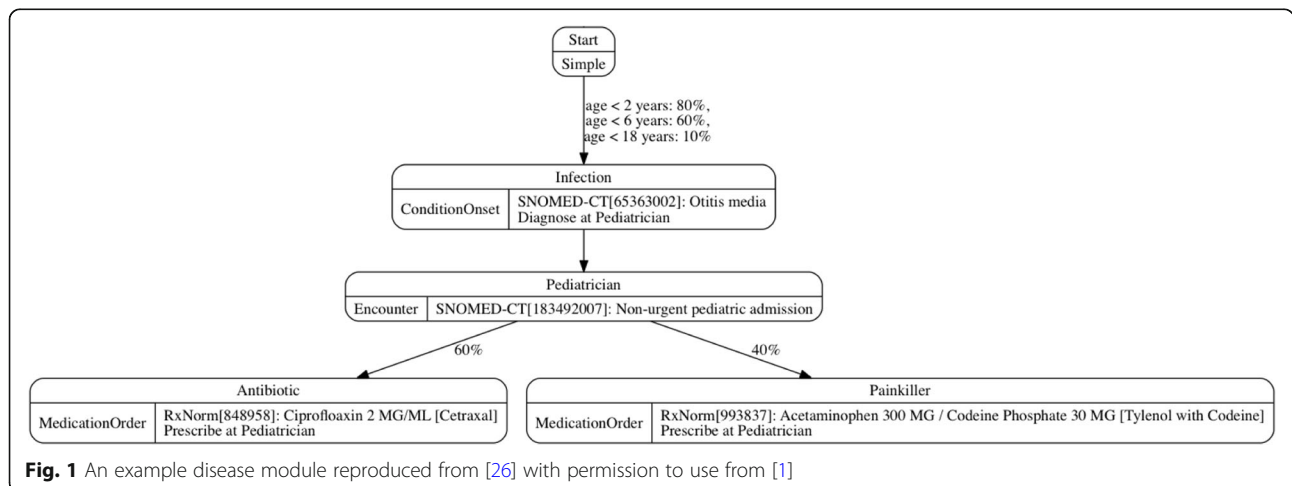 Start
Simple
age < 2 years: 80%,
age < 6 years: 60%,
age < 18 years: 10%
Infection
ConditionOnset
SNOMED-CT[65363002]: Otitis media
Diagnose at Pediatrician
Pediatrician
Encounter
SNOMED-CT[183492007]: Non-urgent pediatric admission
60%
40%
Antibiotic
MedicationOrder
RxNorm[848958]: Ciprofloaxin 2 MG/ML [Cetraxal]
Prescribe at Pediatrician
Painkiller
MedicationOrder
RxNorm[993837]: Acetaminophen 300 MG / Codeine Phosphate 30 MG [Tylenol with Codeine]
Prescribe at Pediatrician
Fig. 1 An example disease module reproduced from [26] with permission to use from [1]